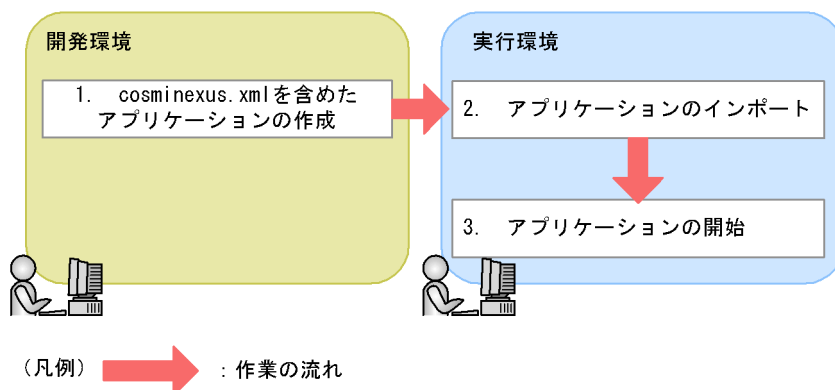 開発環境
1. cosminexus.xmlを含めた
アプリケーションの作成
実行環境
2. アプリケーションのインポート
3. アプリケーションの開始
(凡例) :作業の流れ